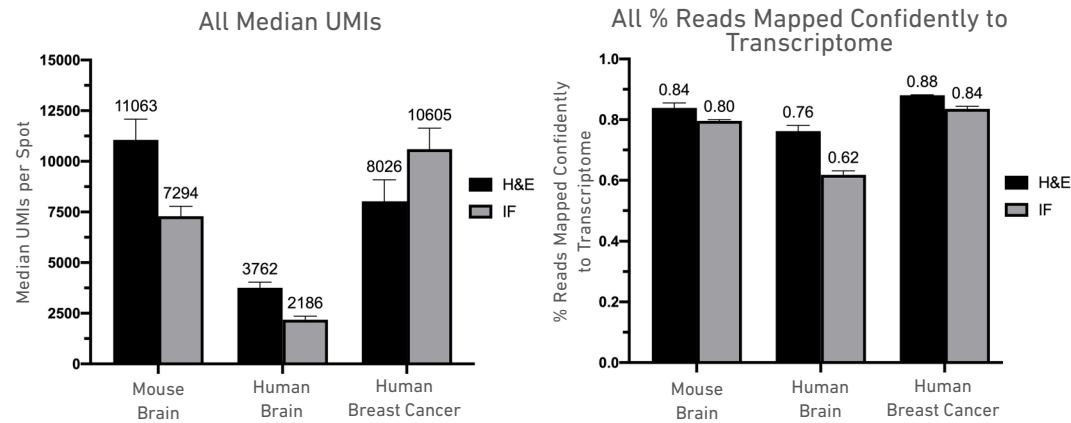 All Median UMIs
Median UMIs per Spot
15000
12500
10000
7500
5000
2500
0
11063
7294
3762
2186
8026
10605
H&E
IF
Mouse
Brain
Human
Brain
Human
Breast Cancer
All % Reads Mapped Confidently to
Transcriptome
% Reads Mapped Confidently
to Transcriptome
1.0
0.8
0.6
0.4
0.2
0.0
0.84
0.80
0.76
0.62
0.88
0.84
H&E
IF
Mouse
Brain
Human
Brain
Human
Breast Cancer